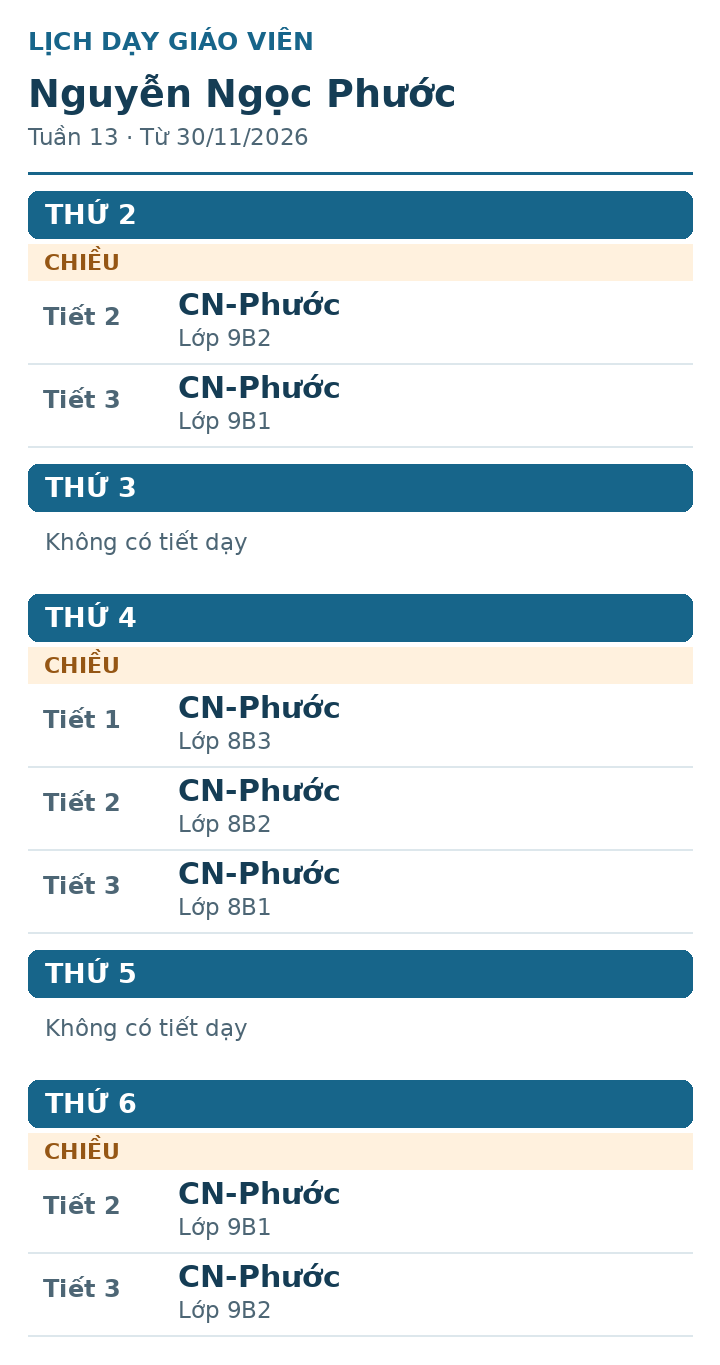 LỊCH DẠY GIÁO VIÊN
Nguyễn Ngọc Phước
Tuần 13 · Từ 30/11/2026
THỨ 2
CHIỀU
Tiết 2 CN-Phước
Lớp 9B2
Tiết 3 CN-Phước
Lớp 9B1
THỨ 3
Không có tiết dạy
THỨ 4
CHIỀU
Tiết 1 CN-Phước
Lớp 8B3
Tiết 2 CN-Phước
Lớp 8B2
Tiết 3 CN-Phước
Lớp 8B1
THỨ 5
Không có tiết dạy
THỨ 6
CHIỀU
Tiết 2 CN-Phước
Lớp 9B1
Tiết 3 CN-Phước
Lớp 9B2